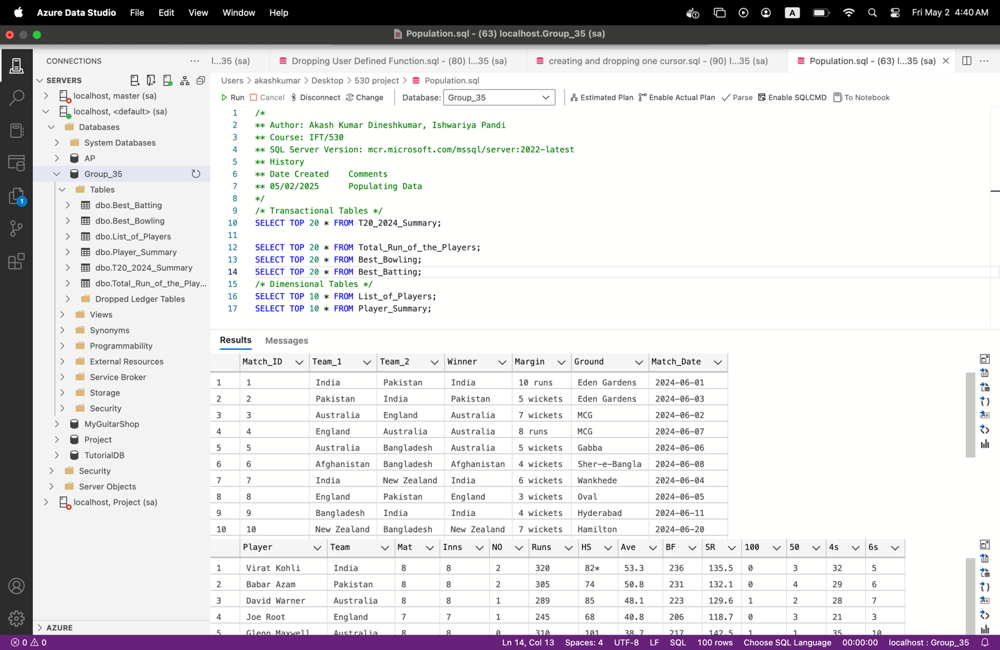 Azure Data Studio File Edit View Window Help A Fri May 2 4:40 AM
Population.sql - (63) localhost.Group_35 (sa)
CONNECTIONS
l...35 (sa) Dropping User Defined Function.sql - (80) l...35 (sa) creating and dropping one cursor.sql - (90) l...35 (sa) Population.sql - (63) l...35 (sa)
Users > akashkumar > Desktop > 530 project > Population.sql
Run Cancel Disconnect Change Database: Group_35 Estimated Plan Enable Actual Plan Parse Enable SQLCMD To Notebook
SERVERS
localhost, master (sa)
localhost, <default> (sa)
Databases
System Databases
AP
Group_35
Tables
dbo.Best_Batting
dbo.Best_Bowling
dbo.List_of_Players
dbo.Player_Summary
dbo.T20_2024_Summary
dbo.Total_Run_of_the_Play...
Dropped Ledger Tables
Views
Synonyms
Programmability
External Resources
Service Broker
Storage
Security
MyGuitarShop
Project
TutorialDB
Security
Server Objects
localhost, Project (sa)
AZURE
1
1 /*
2 ** Author: Akash Kumar Dineshkumar, Ishwariya Pandi
3 ** Course: IFT/530
4 ** SQL Server Version: mcr.microsoft.com/mssql/server:2022-latest
5 ** History
6 ** Date Created    Comments
7 ** 05/02/2025      Populating Data
8 */
9 /* Transactional Tables */
10 SELECT TOP 20 * FROM T20_2024_Summary;
11
12 SELECT TOP 20 * FROM Total_Run_of_the_Players;
13 SELECT TOP 20 * FROM Best_Bowling;
14 SELECT TOP 20 * FROM Best_Batting;
15 /* Dimensional Tables */
16 SELECT TOP 10 * FROM List_of_Players;
17 SELECT TOP 10 * FROM Player_Summary;
Results Messages
Match_ID Team_1 Team_2 Winner Margin Ground Match_Date
1 1 India Pakistan India 10 runs Eden Gardens 2024-06-01
2 2 Pakistan India Pakistan 5 wickets Eden Gardens 2024-06-03
3 3 Australia England Australia 7 wickets MCG 2024-06-02
4 4 England Australia Australia 8 runs MCG 2024-06-07
5 5 Australia Bangladesh Australia 5 wickets Gabba 2024-06-06
6 6 Afghanistan Bangladesh Afghanistan 4 wickets Sher-e-Bangla 2024-06-08
7 7 India New Zealand India 6 wickets Wankhede 2024-06-04
8 8 England Pakistan England 3 wickets Oval 2024-06-05
9 9 Bangladesh India India 4 wickets Hyderabad 2024-06-11
10 10 New Zealand Bangladesh New Zealand 7 wickets Hamilton 2024-06-20
Player Team Mat Inns NO Runs HS Ave BF SR 100 50 4s 6s
1 Virat Kohli India 8 8 2 320 82* 53.3 236 135.5 0 3 32 5
2 Babar Azam Pakistan 8 8 2 305 74 50.8 231 132.1 0 4 29 6
3 David Warner Australia 8 8 1 289 85 48.1 223 129.6 1 2 28 7
4 Joe Root England 7 7 1 245 68 40.8 206 118.7 0 3 21 3
5 Glenn Maxwell Australia 8 8 0 310 101 38.7 217 142.5 1 1 35 10
0 0 Ln 14, Col 13 Spaces: 4 UTF-8 LF SQL 100 rows Choose SQL Language 00:00:00 localhost : Group_35